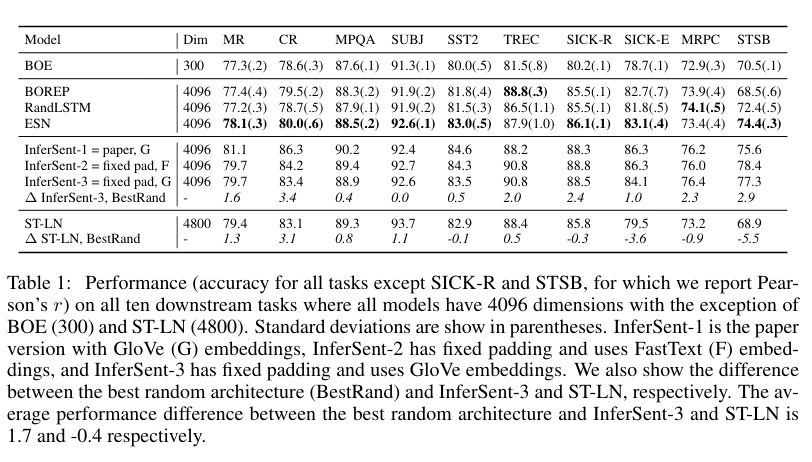 Model Dim MR CR MPQA SUBJ SST2 TREC SICK-R SICK-E MRPC STSB
BOE 300 77.3(.2) 78.6(.3) 87.6(.1) 91.3(.1) 80.0(.5) 81.5(.8) 80.2(.1) 78.7(.1) 72.9(.3) 70.5(.1)
BOREP 4096 77.4(.4) 79.5(.2) 88.3(.2) 91.9(.2) 81.8(.4) 88.8(.3) 85.5(.1) 82.7(.7) 73.9(.4) 68.5(.6)
RandLSTM 4096 77.2(.3) 78.7(.5) 87.9(.1) 91.9(.2) 81.5(.3) 86.5(1.1) 85.5(.1) 81.8(.5) 74.1(.5) 72.4(.5)
ESN 4096 78.1(.3) 80.0(.6) 88.5(.2) 92.6(.1) 83.0(.5) 87.9(1.0) 86.1(.1) 83.1(.4) 73.4(.4) 74.4(.3)
InferSent-1 = paper, G 4096 81.1 86.3 90.2 92.4 84.6 88.2 88.3 86.3 76.2 75.6
InferSent-2 = fixed pad, F 4096 79.7 84.2 89.4 92.7 84.3 90.8 88.8 86.3 76.0 78.4
InferSent-3 = fixed pad, G 4096 79.7 83.4 88.9 92.6 83.5 90.8 88.5 84.1 76.4 77.3
Δ InferSent-3, BestRand - 1.6 3.4 0.4 0.0 0.5 2.0 2.4 1.0 2.3 2.9
ST-LN 4800 79.4 83.1 89.3 93.7 82.9 88.4 85.8 79.5 73.2 68.9
Δ ST-LN, BestRand - 1.3 3.1 0.8 1.1 -0.1 0.5 -0.3 -3.6 -0.9 -5.5
Table 1: Performance (accuracy for all tasks except SICK-R and STSB, for which we report Pear-
son's r) on all ten downstream tasks where all models have 4096 dimensions with the exception of
BOE (300) and ST-LN (4800). Standard deviations are show in parentheses. InferSent-1 is the paper
version with GloVe (G) embeddings, InferSent-2 has fixed padding and uses FastText (F) embed-
dings, and InferSent-3 has fixed padding and uses GloVe embeddings. We also show the difference
between the best random architecture (BestRand) and InferSent-3 and ST-LN, respectively. The av-
erage performance difference between the best random architecture and InferSent-3 and ST-LN is
1.7 and -0.4 respectively.